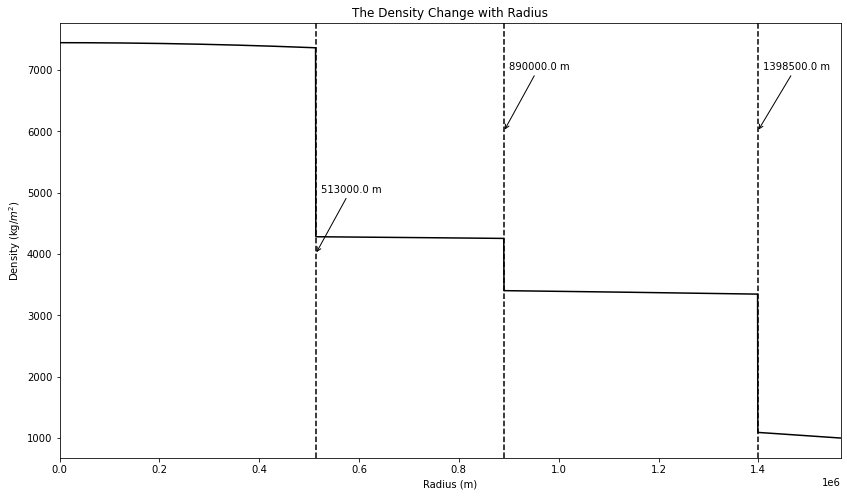 The Density Change with Radius
Density (kg/m²)
7000
6000
5000
4000
3000
2000
1000
890000.0 m
1398500.0 m
513000.0 m
0.0 0.2 0.4 0.6 0.8 1.0 1.2 1.4
1e6
Radius (m)